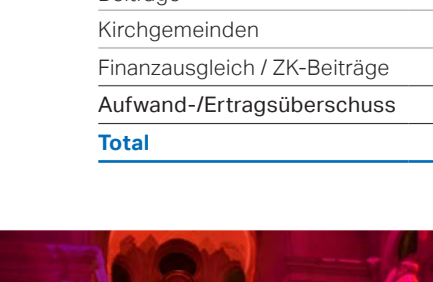 Kirchgemeinden
Finanzausgleich / ZK-Beiträge
Aufwand-/Ertragsüberschuss
Total